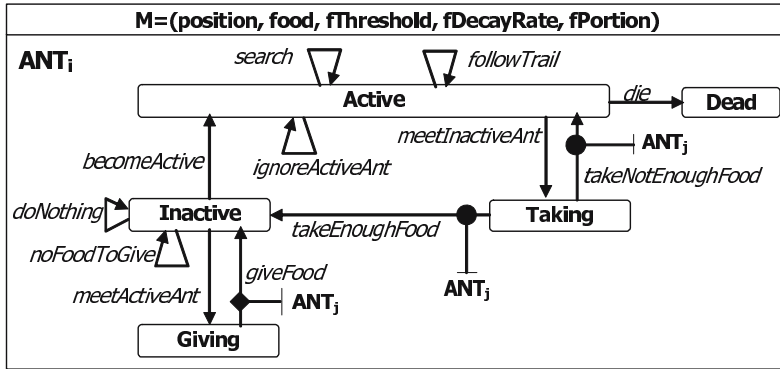 M=(position, food, fThreshold, fDecayRate, fPortion)
ANTi
search
followTrail
Active
die
Dead
becomeActive
ignoreActiveAnt
meetInactiveAnt
ANTj
takeNotEnoughFood
doNothing
Inactive
takeEnoughFood
Taking
noFoodToGive
giveFood
meetActiveAnt
ANTj
ANTj
Giving